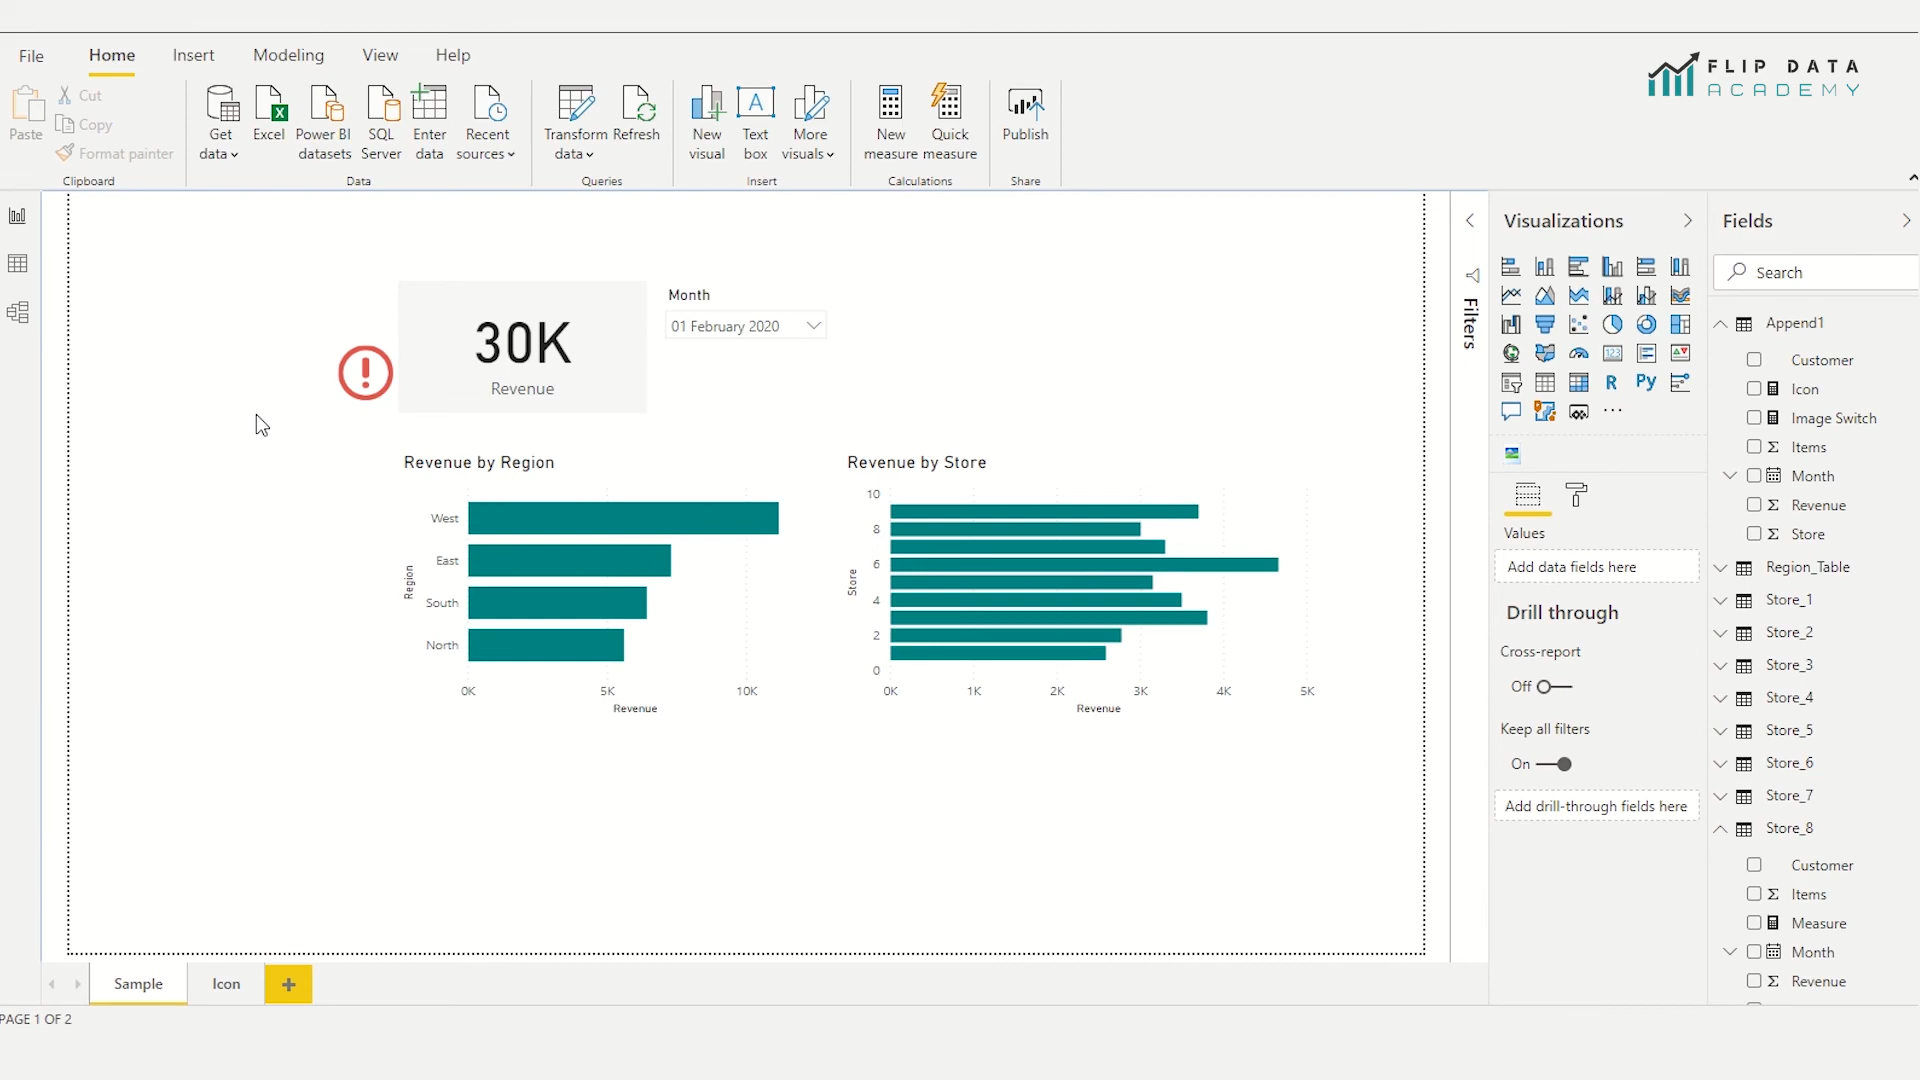 File Home Insert Modeling View Help
FLIP DATA
ACADEMY
Paste
Cut
Copy
Format painter
Clipboard
Get data
Excel
Power BI datasets
SQL Server
Enter data
Recent sources
Data
Transform data
Refresh
Queries
New visual
Text box
More visuals
Insert
New measure
Quick measure
Calculations
Publish
Share
30K
Revenue
Month
01 February 2020
Revenue by Region
Region
West
East
South
North
0K 5K 10K
Revenue
Revenue by Store
Store
10
8
6
4
2
0
0K 1K 2K 3K 4K 5K
Revenue
Filters
Visualizations
R Py
123
Values
Add data fields here
Drill through
Cross-report
Off
Keep all filters
On
Add drill-through fields here
Fields
Search
Append1
Customer
Icon
Image Switch
Σ Items
Month
Σ Revenue
Σ Store
Region_Table
Store_1
Store_2
Store_3
Store_4
Store_5
Store_6
Store_7
Store_8
Customer
Σ Items
Measure
Month
Σ Revenue
Sample Icon +
PAGE 1 OF 2